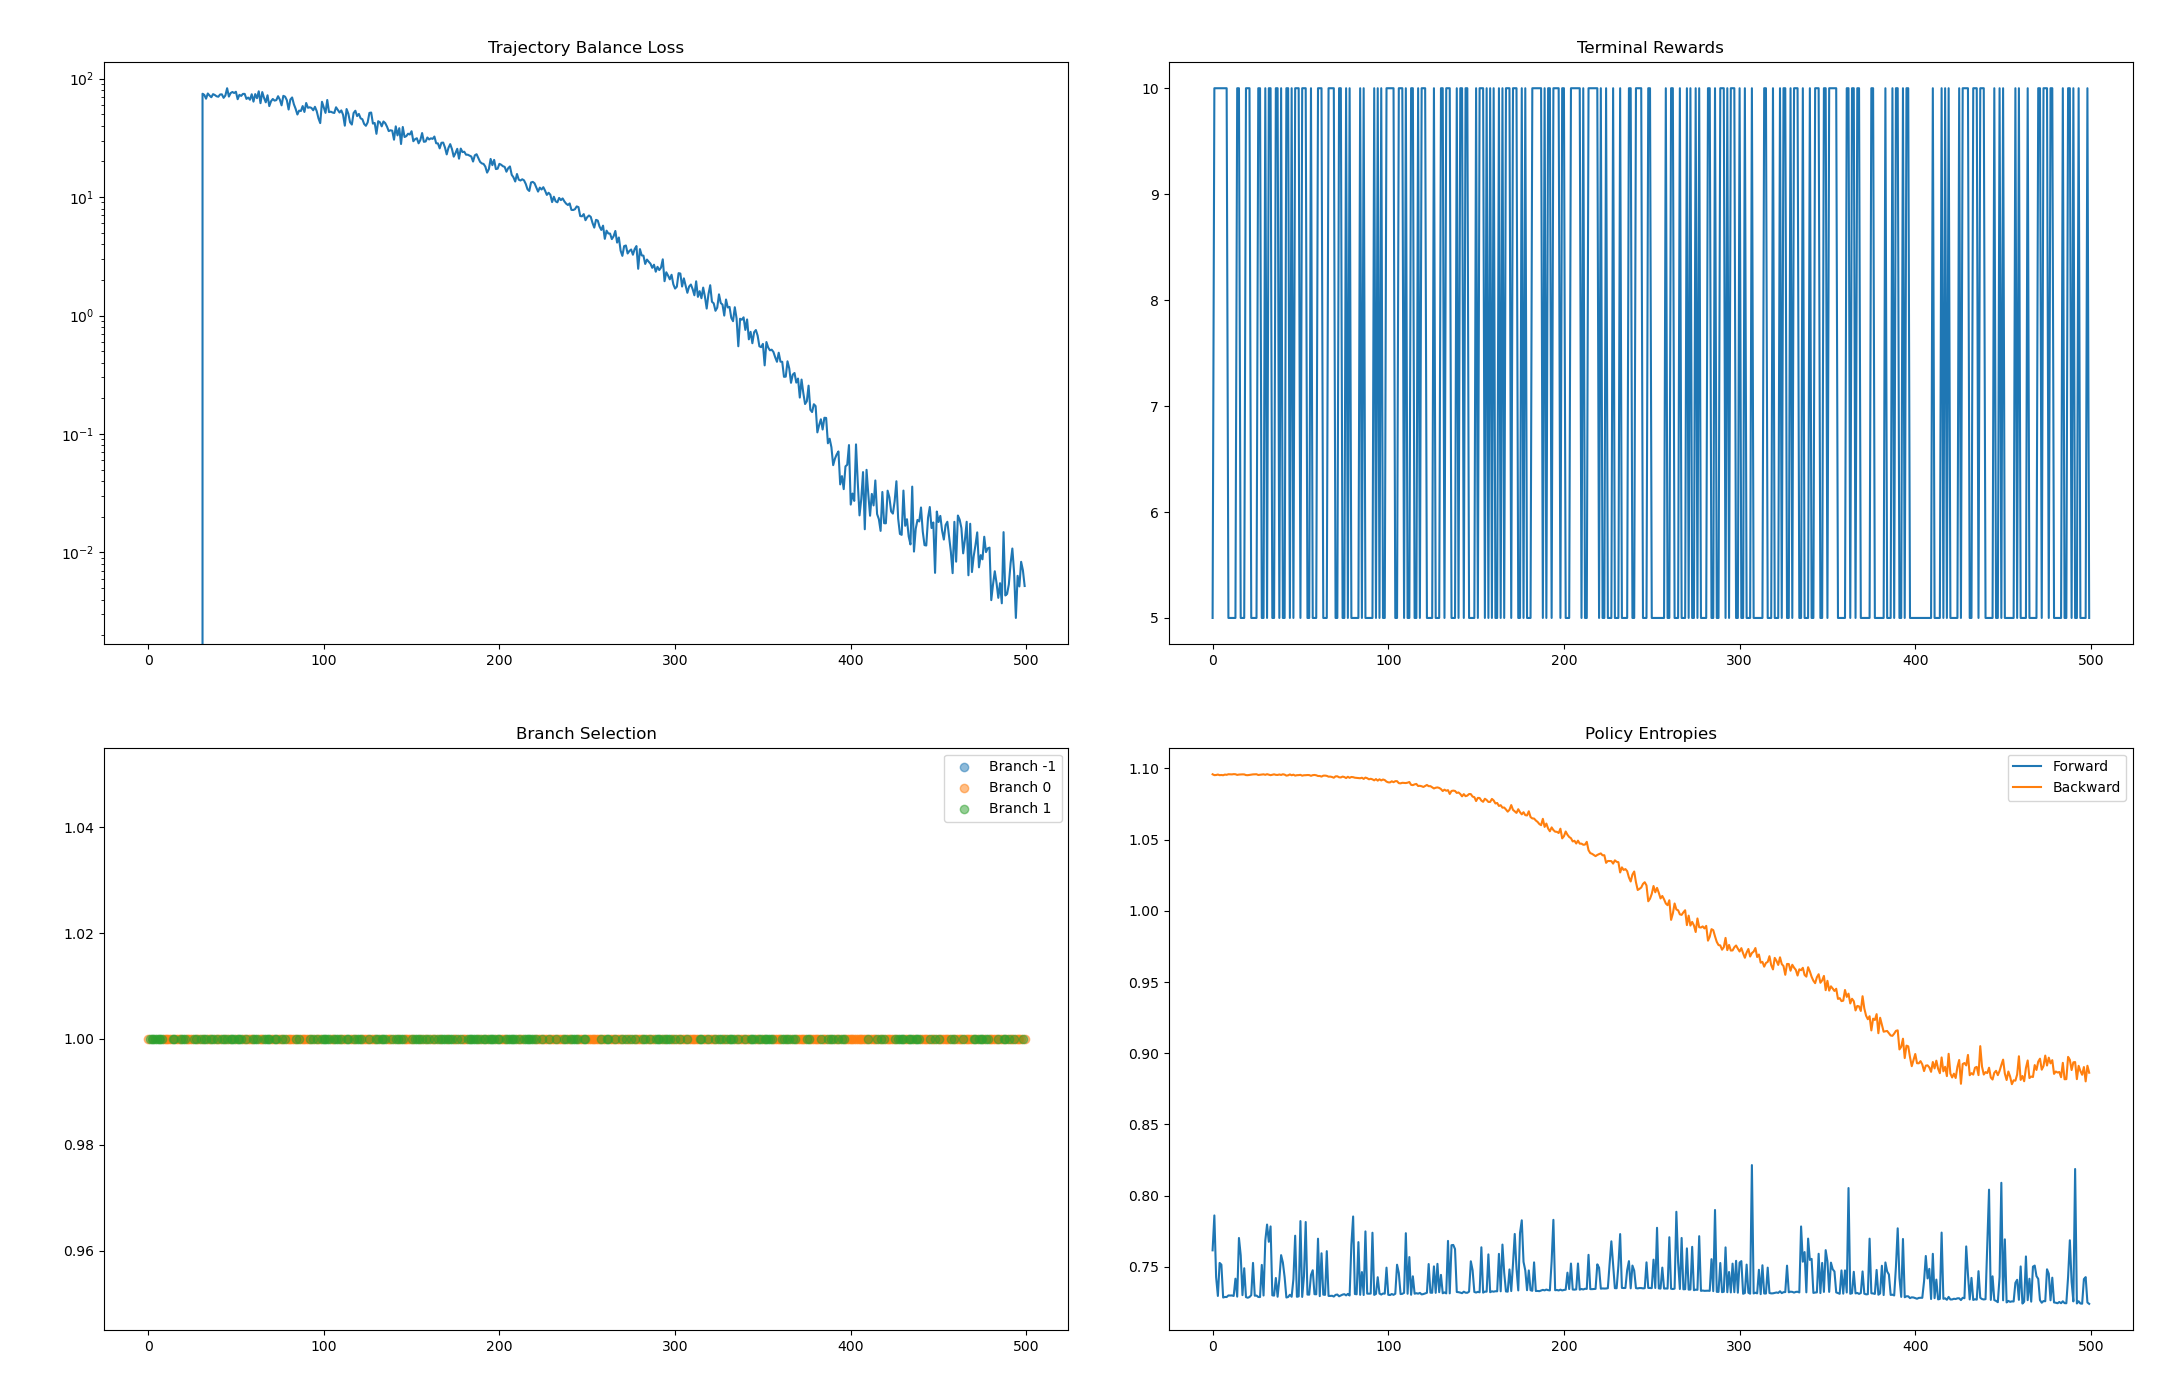 Trajectory Balance Loss
10²
10¹
10⁰
10⁻¹
10⁻²
0 100 200 300 400 500
Terminal Rewards
10
9
8
7
6
5
0 100 200 300 400 500
Branch Selection
Branch -1
Branch 0
Branch 1
1.04
1.02
1.00
0.98
0.96
0 100 200 300 400 500
Policy Entropies
Forward
Backward
1.10
1.05
1.00
0.95
0.90
0.85
0.80
0.75
0 100 200 300 400 500